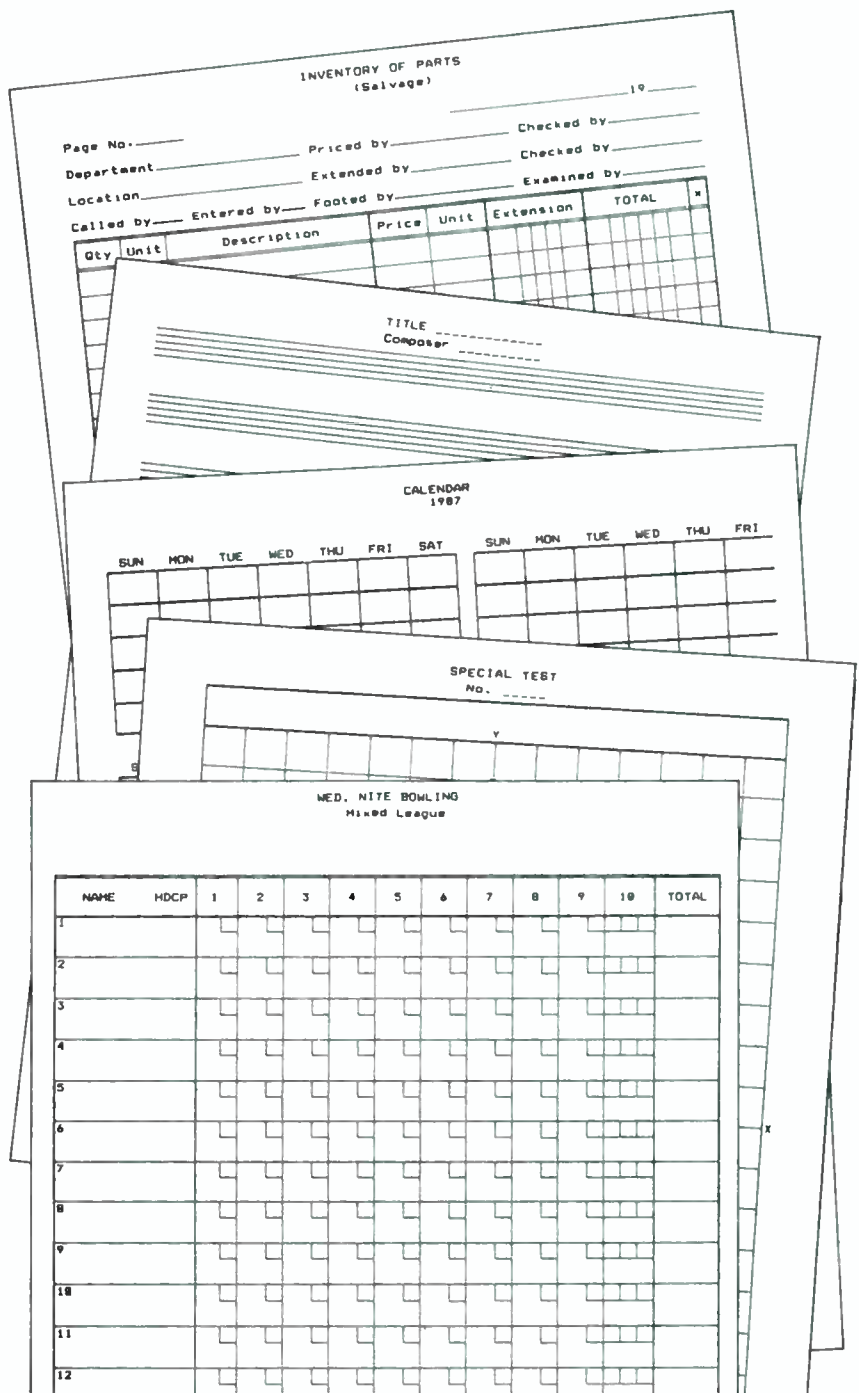 INVENTORY OF PARTS
(Salvage)
19
Page No. Priced by Checked by
Department Extended by Checked by
Location Footed by Examined by
Called by Entered by
Qty Unit Description Price Unit Extension TOTAL x
TITLE
Composer
CALENDAR
1987
SUN MON TUE WED THU FRI SAT SUN MON TUE WED THU FRI
S
SPECIAL TEST
No.
Y
X
WED. NITE BOWLING
Mixed League
NAME HDCP 1 2 3 4 5 6 7 8 9 10 TOTAL
1
2
3
4
5
6
7
8
9
10
11
12